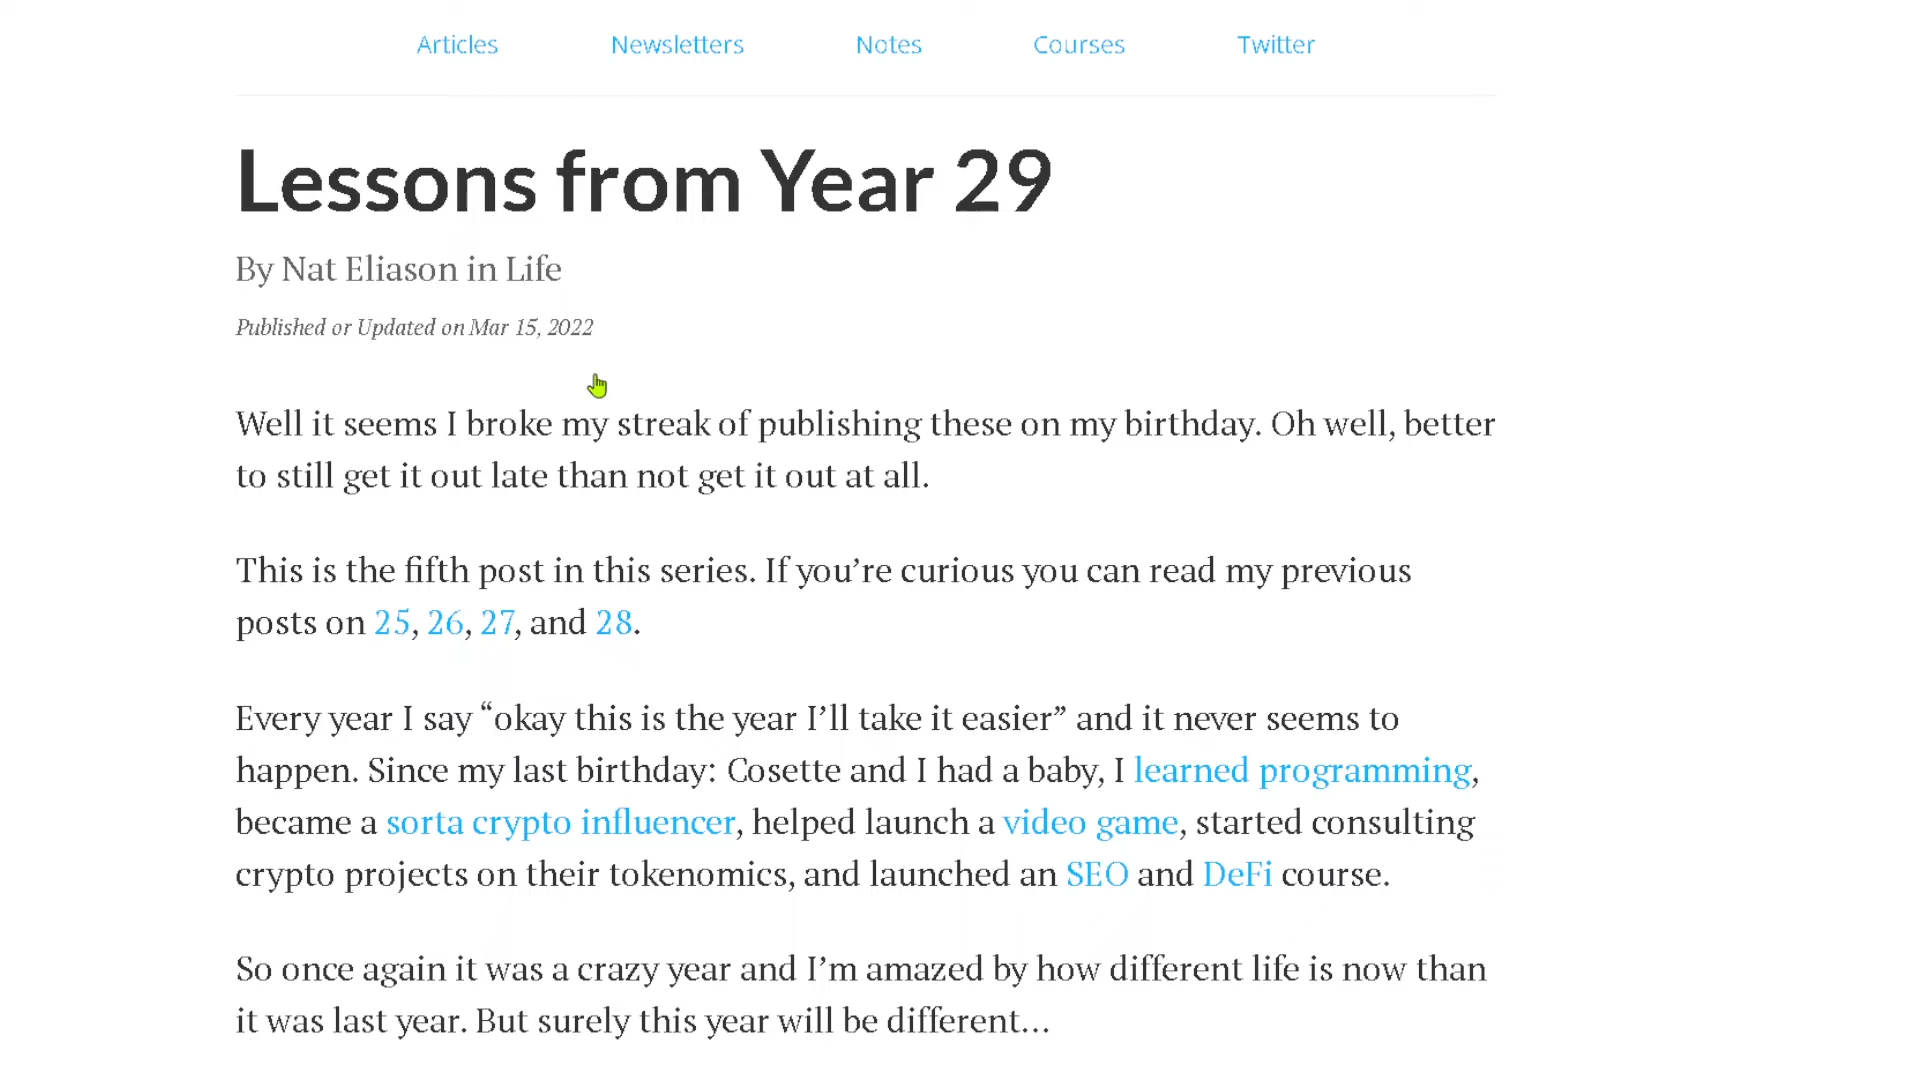 Articles Newsletters Notes Courses Twitter
Lessons from Year 29
By Nat Eliason in Life
Published or Updated on Mar 15, 2022
Well it seems I broke my streak of publishing these on my birthday. Oh well, better
to still get it out late than not get it out at all.
This is the fifth post in this series. If you’re curious you can read my previous
posts on 25, 26, 27, and 28.
Every year I say “okay this is the year I’ll take it easier” and it never seems to
happen. Since my last birthday: Cosette and I had a baby, I learned programming,
became a sorta crypto influencer, helped launch a video game, started consulting
crypto projects on their tokenomics, and launched an SEO and DeFi course.
So once again it was a crazy year and I’m amazed by how different life is now than
it was last year. But surely this year will be different…